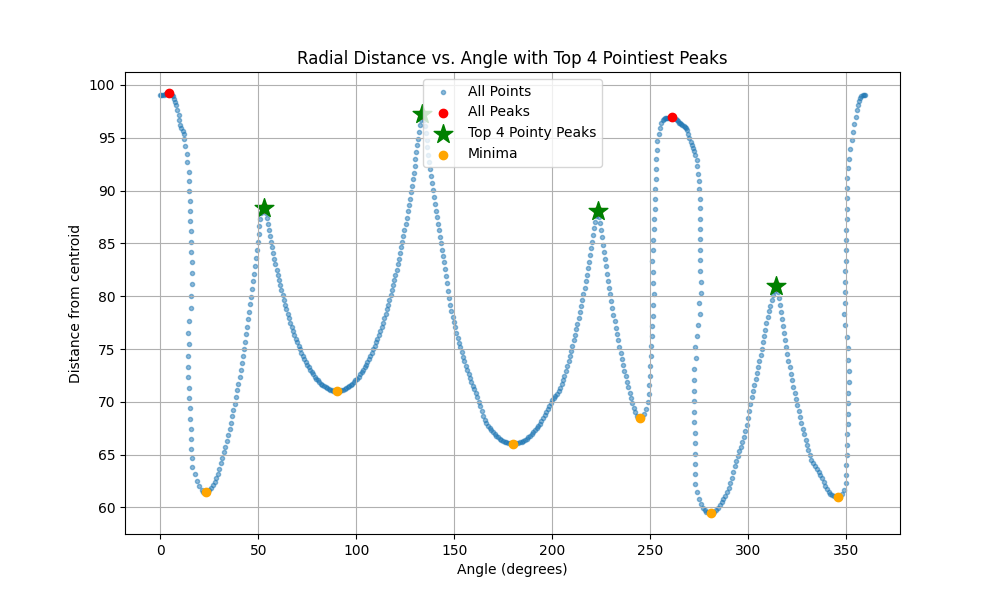 Radial Distance vs. Angle with Top 4 Pointiest Peaks
All Points
All Peaks
Top 4 Pointy Peaks
Minima
Distance from centroid
100
95
90
85
80
75
70
65
60
0 50 100 150 200 250 300 350
Angle (degrees)